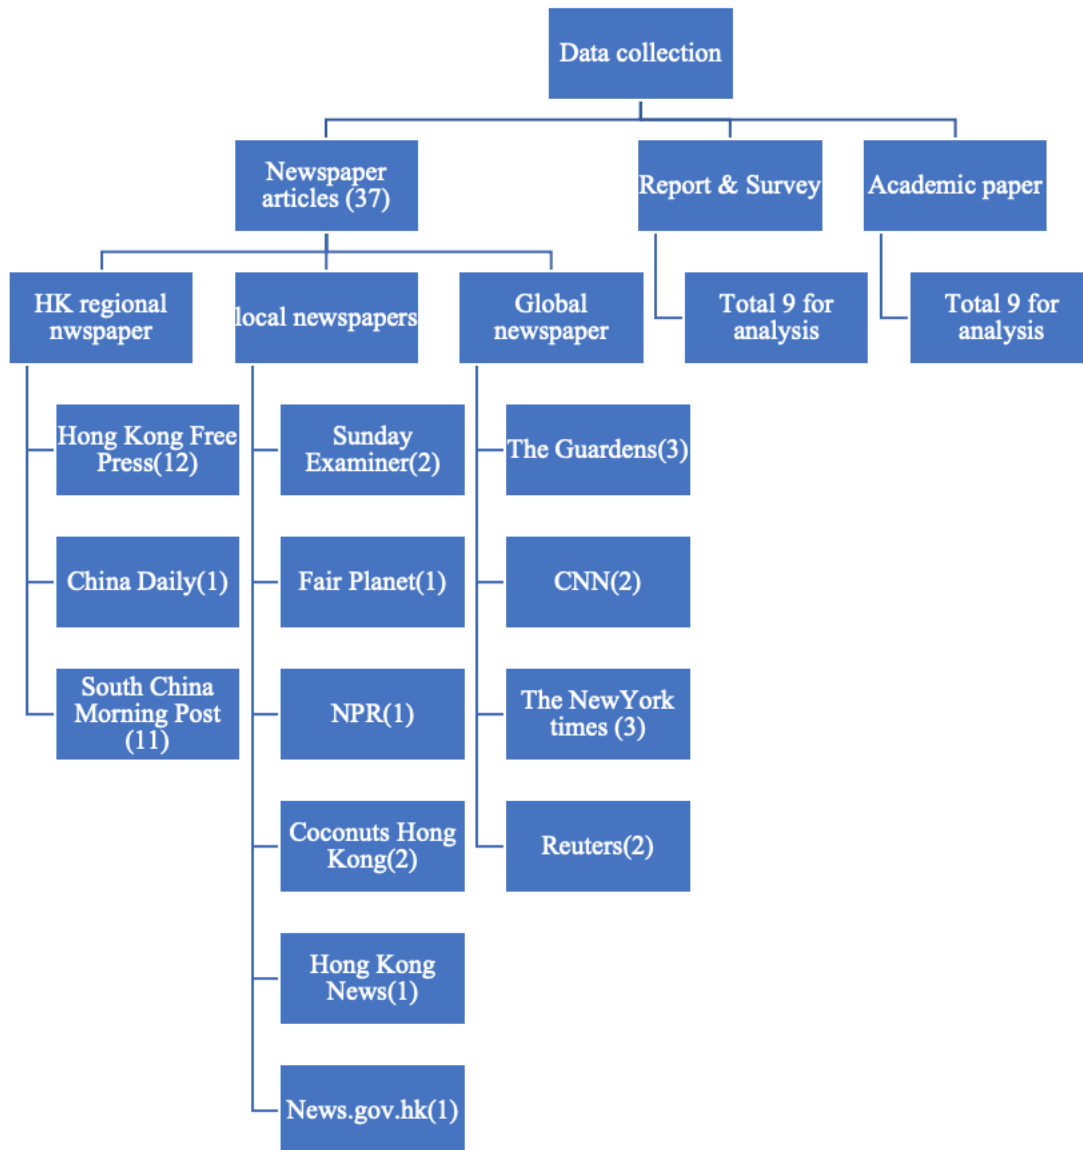 Data collection
Newspaper
articles (37)
Report & Survey
Academic paper
HK regional
nwspaper
local newspapers
Global
newspaper
Total 9 for
analysis
Total 9 for
analysis
Hong Kong Free
Press(12)
Sunday
Examiner(2)
The Guardens(3)
China Daily(1)
Fair Planet(1)
CNN(2)
South China
Morning Post
(11)
NPR(1)
The NewYork
times (3)
Coconuts Hong
Kong(2)
Reuters(2)
Hong Kong
News(1)
News.gov.hk(1)